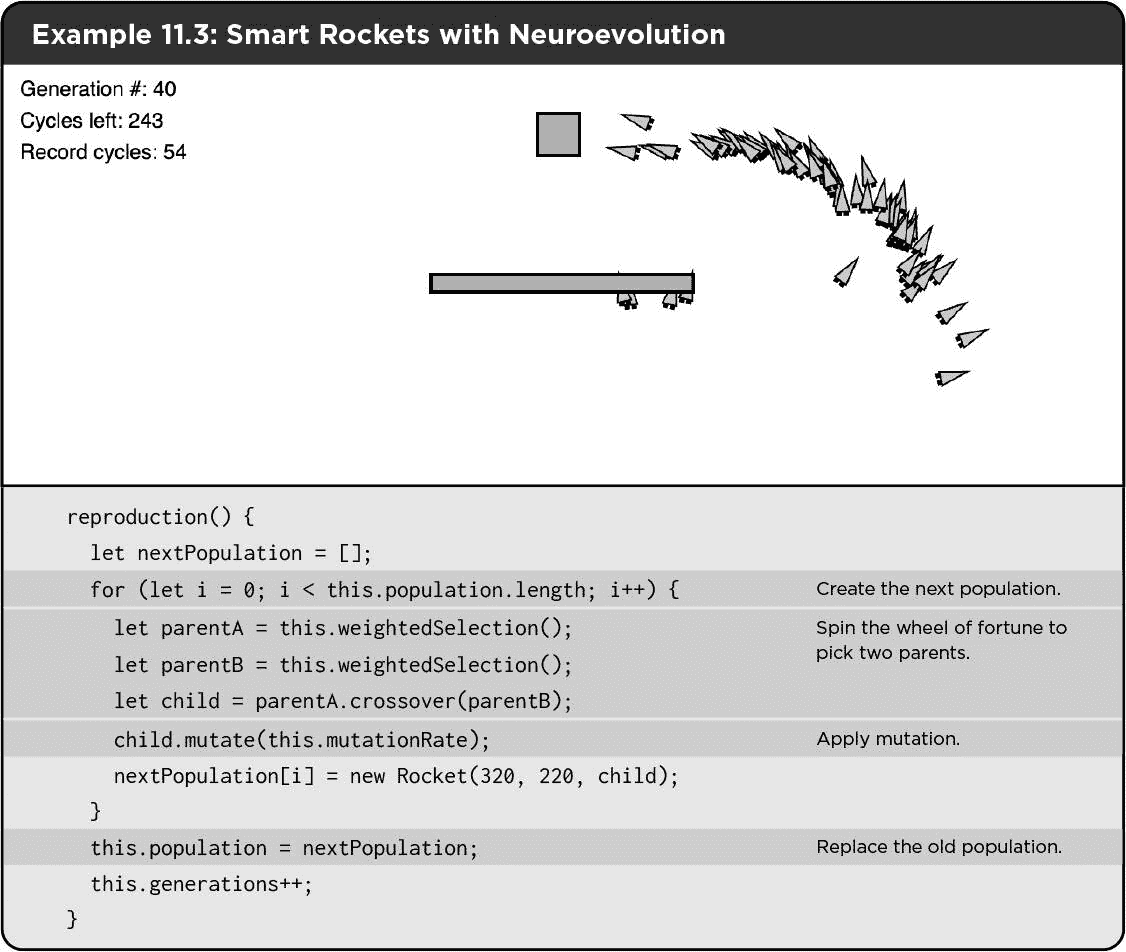 Example 11.3: Smart Rockets with Neuroevolution
Generation #: 40
Cycles left: 243
Record cycles: 54
reproduction() {
let nextPopulation = [];
for (let i = 0; i < this.population.length; i++) {
Create the next population.
let parentA = this.weightedSelection();
Spin the wheel of fortune to
pick two parents.
let parentB = this.weightedSelection();
let child = parentA.crossover(parentB);
child.mutate(this.mutationRate);
Apply mutation.
nextPopulation[i] = new Rocket(320, 220, child);
}
this.population = nextPopulation;
Replace the old population.
this.generations++;
}